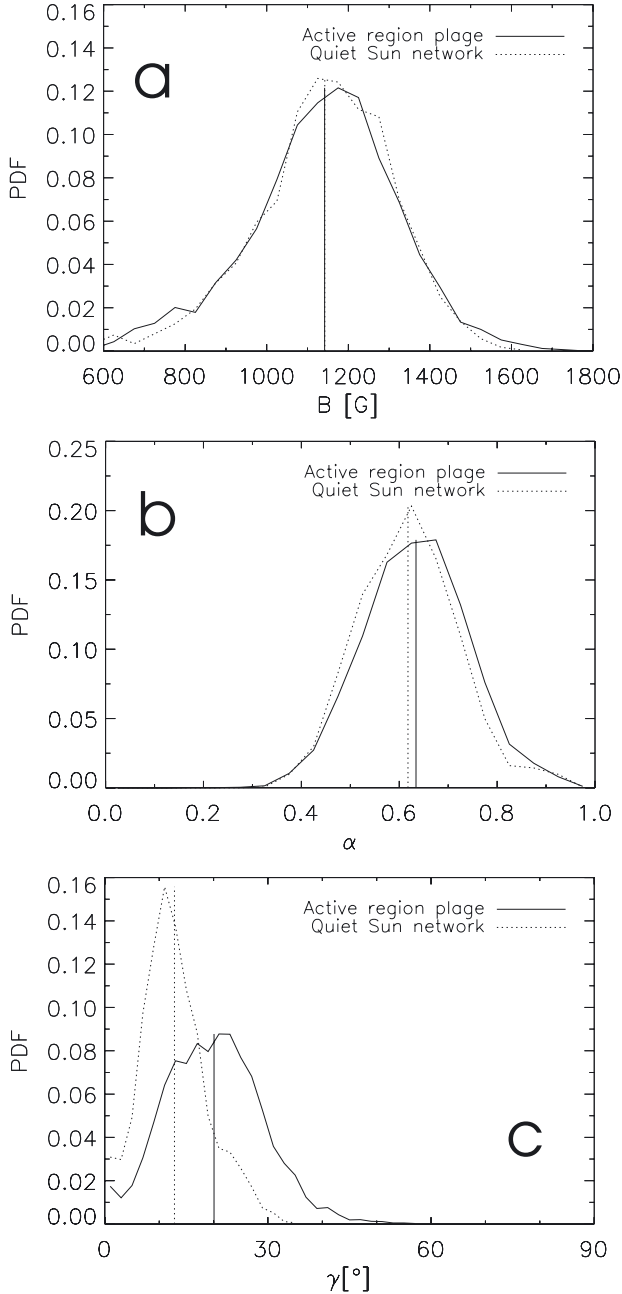 0.16
Active region plage
Quiet Sun network
a
0.14
0.12
0.10
PDF
0.08
0.06
0.04
0.02
0.00
600 800 1000 1200 1400 1600 1800
B [G]
0.25
Active region plage
Quiet Sun network
b
0.20
0.15
PDF
0.10
0.05
0.00
0.0 0.2 0.4 0.6 0.8 1.0
α
0.16
Active region plage
Quiet Sun network
0.14
0.12
0.10
PDF
0.08
0.06
c
0.04
0.02
0.00
0 30 60 90
γ[°]